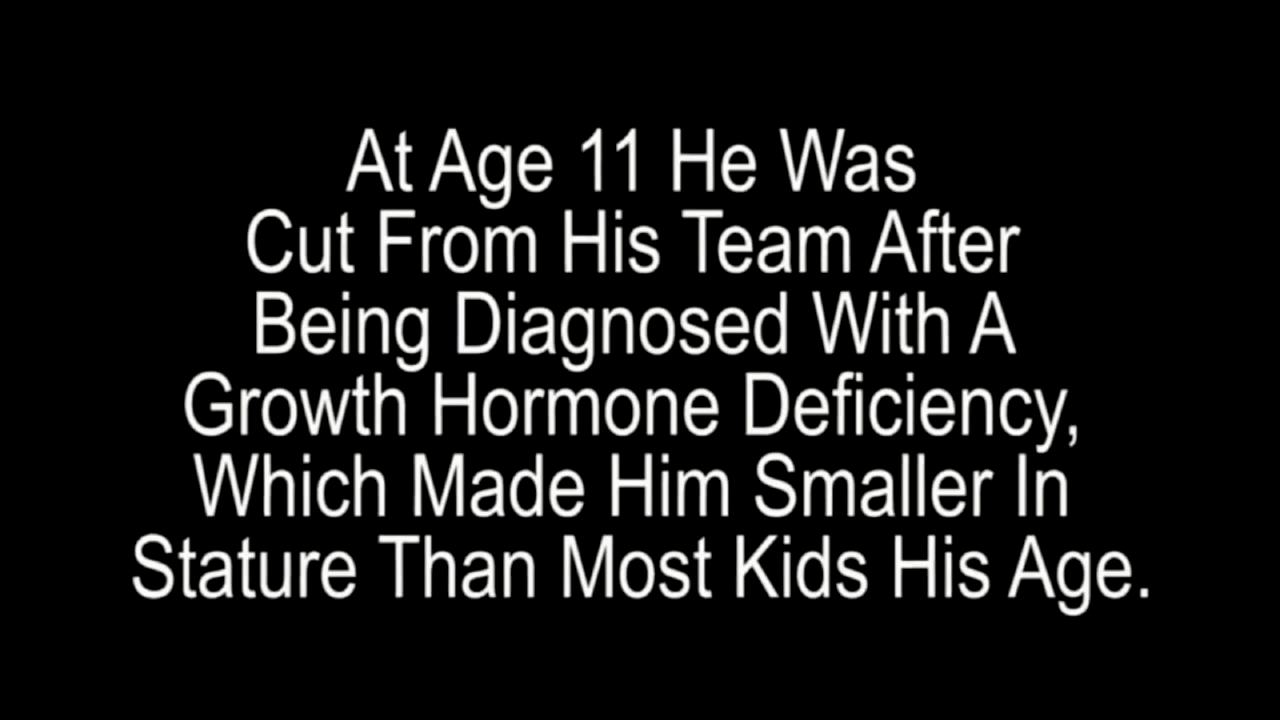 At Age 11 He Was
Cut From His Team After
Being Diagnosed With A
Growth Hormone Deficiency,
Which Made Him Smaller In
Stature Than Most Kids His Age.